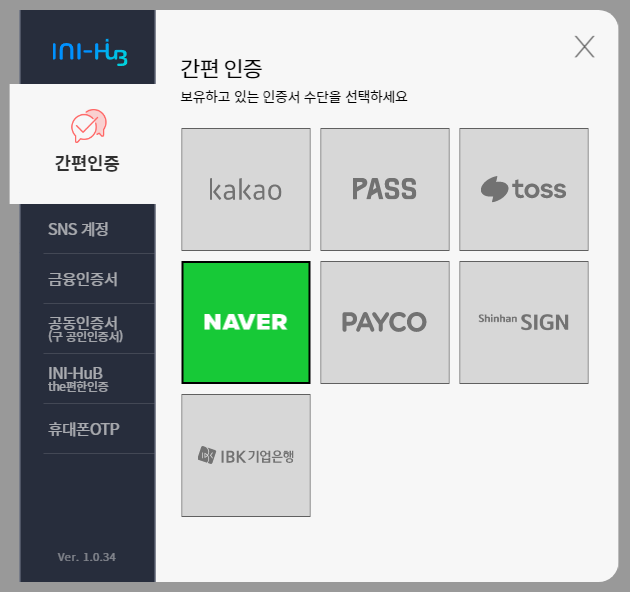 INI-HuB
간편인증
SNS 계정
금융인증서
공동인증서
(구 공인인증서)
INI-HuB
the편한인증
휴대폰OTP
Ver. 1.0.34
X
간편 인증
보유하고 있는 인증서 수단을 선택하세요
kakao
PASS
toss
NAVER
PAYCO
Shinhan SIGN
IBK기업은행